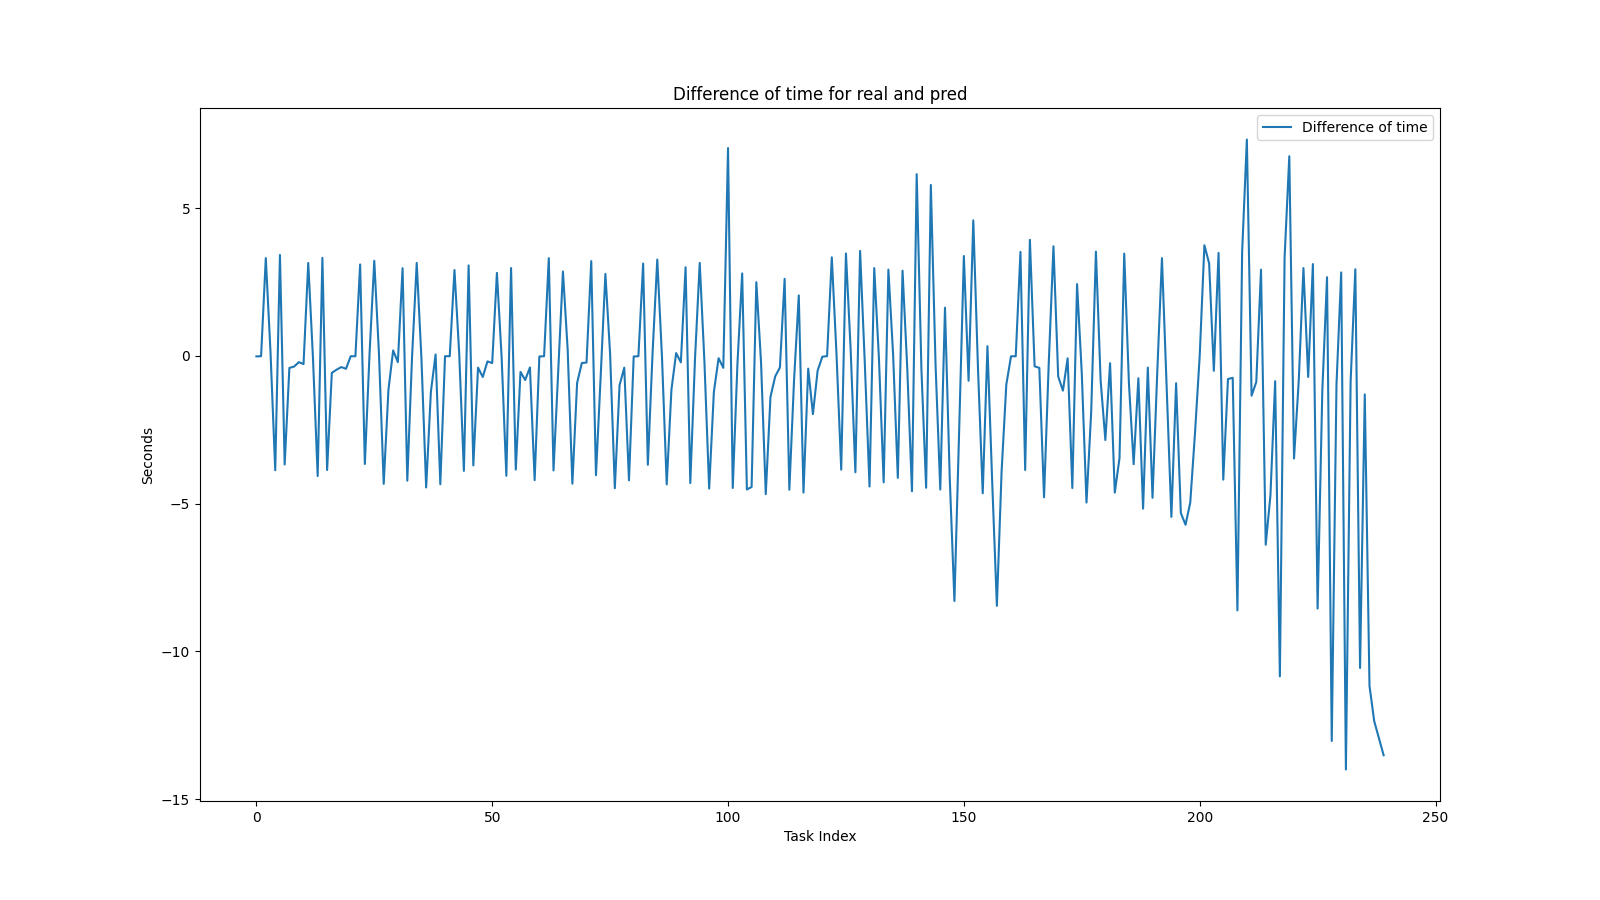 Difference of time for real and pred
Difference of time
5
0
−5
−10
−15
Seconds
0
50
100
150
200
250
Task Index